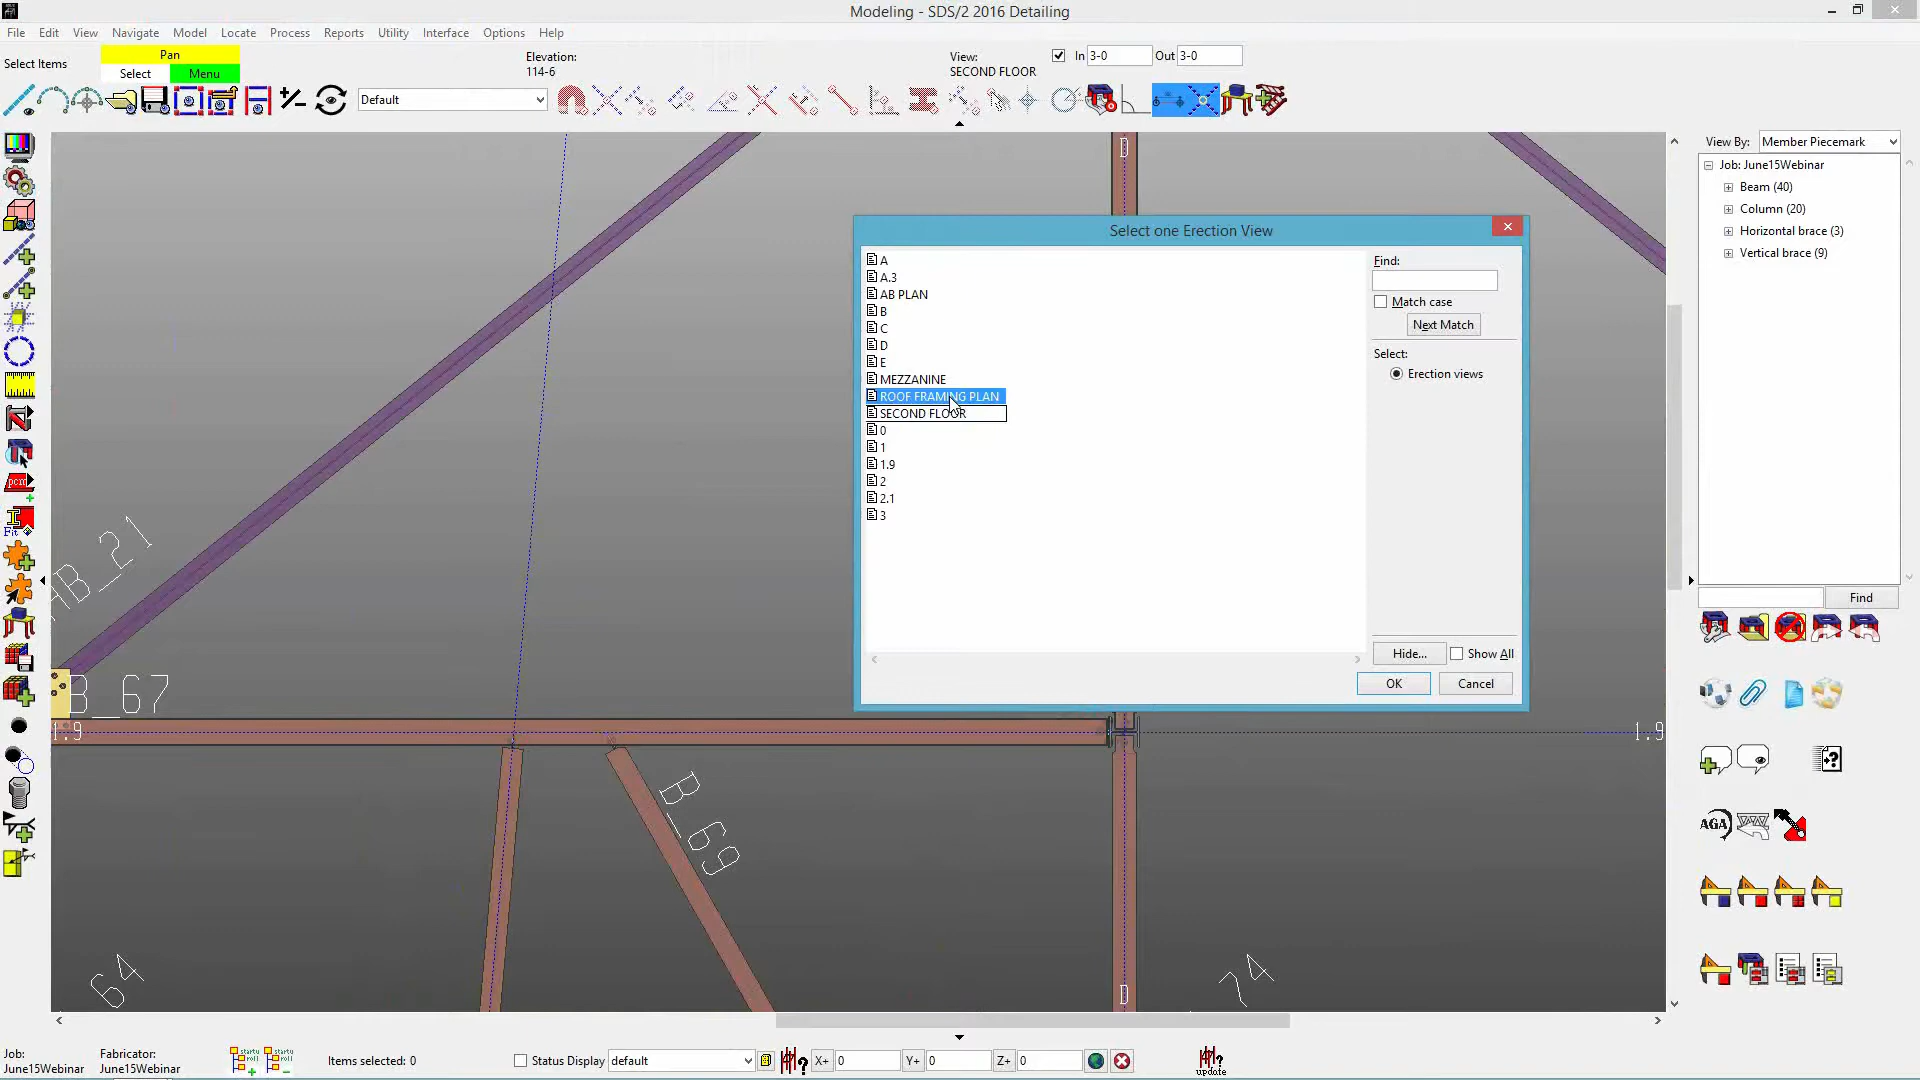 Modeling - SDS/2 2016 Detailing
File Edit View Navigate Model Locate Process Reports Utility Interface Options Help
Select Items
Pan
Select Menu
Elevation:
114-6
View:
SECOND FLOOR
In 3-0 Out 3-0
Default
View By: Member Piecemark
Job: June15Webinar
Beam (40)
Column (20)
Horizontal brace (3)
Vertical brace (9)
Find
Select one Erection View
A
A.3
AB PLAN
B
C
D
E
MEZZANINE
ROOF FRAMING PLAN
SECOND FLOOR
0
1
1.9
2
2.1
3
Find:
Match case
Next Match
Select:
Erection views
Hide... Show All
OK Cancel
D
B_67
1.9
1.9
B_69
64
74
D
pcm
Fit
AGA
Job:
June15Webinar
Fabricator:
June15Webinar
Items selected: 0
Status Display default
X+ 0 Y+ 0 Z+ 0
update